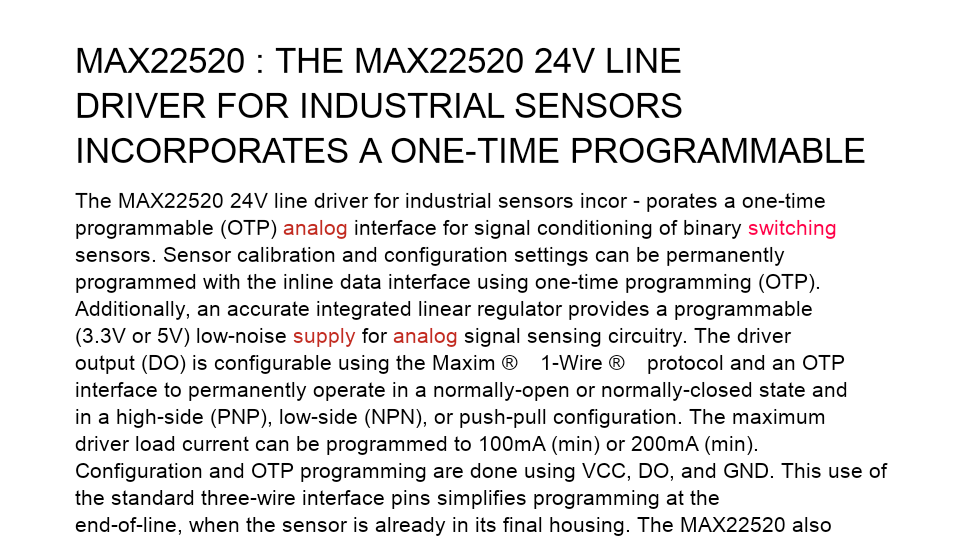 MAX22520 : THE MAX22520 24V LINE
DRIVER FOR INDUSTRIAL SENSORS
INCORPORATES A ONE-TIME PROGRAMMABLE
The MAX22520 24V line driver for industrial sensors incor - porates a one-time
programmable (OTP) analog interface for signal conditioning of binary switching
sensors. Sensor calibration and configuration settings can be permanently
programmed with the inline data interface using one-time programming (OTP).
Additionally, an accurate integrated linear regulator provides a programmable
(3.3V or 5V) low-noise supply for analog signal sensing circuitry. The driver
output (DO) is configurable using the Maxim ® 1-Wire ® protocol and an OTP
interface to permanently operate in a normally-open or normally-closed state and
in a high-side (PNP), low-side (NPN), or push-pull configuration. The maximum
driver load current can be programmed to 100mA (min) or 200mA (min).
Configuration and OTP programming are done using VCC, DO, and GND. This use of
the standard three-wire interface pins simplifies programming at the
end-of-line, when the sensor is already in its final housing. The MAX22520 also